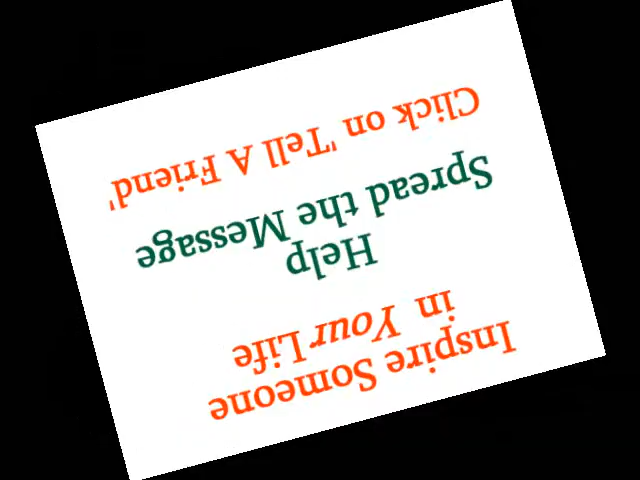 Inspire Someone
in Your Life
Help
Spread the Message
Click on 'Tell A Friend'